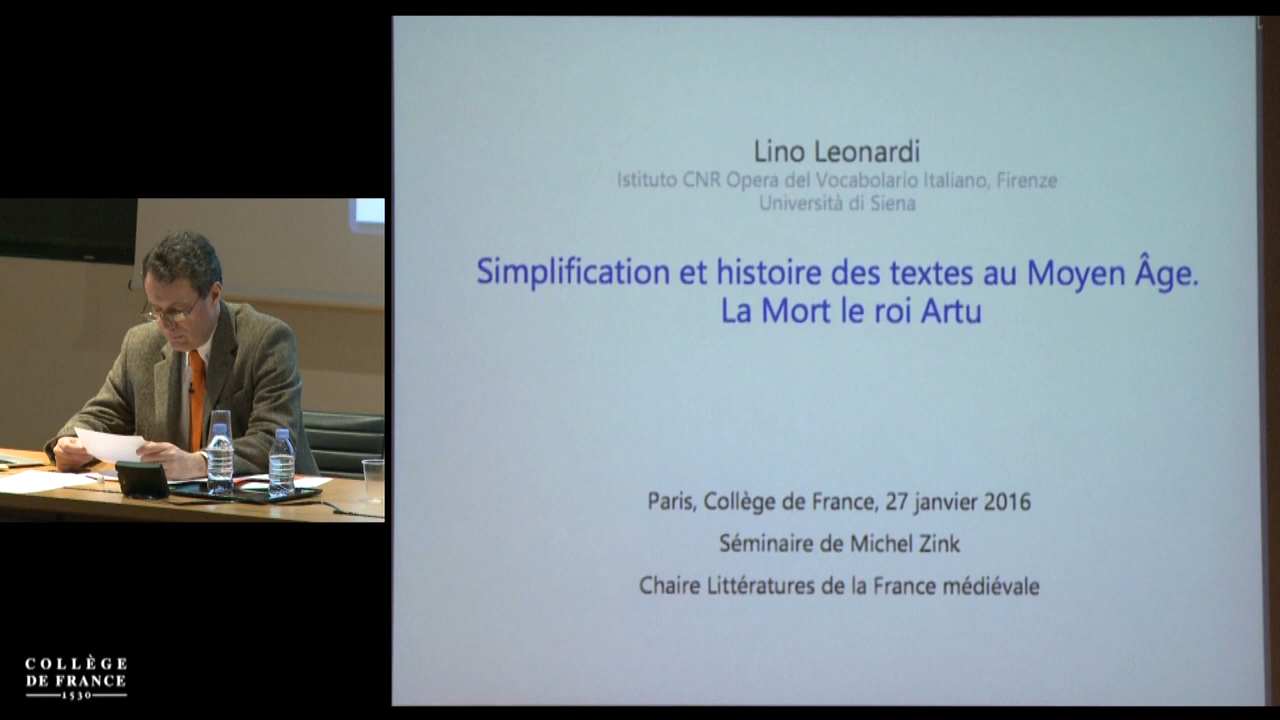 Lino Leonardi
Istituto CNR Opera del Vocabolario Italiano, Firenze
Università di Siena
Simplification et histoire des textes au Moyen Âge.
La Mort le roi Artu
Paris, Collège de France, 27 janvier 2016
Séminaire de Michel Zink
Chaire Littératures de la France médiévale
COLLÈGE
DE FRANCE
1530